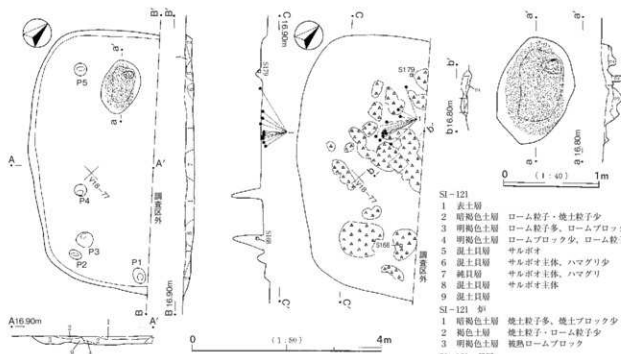 B'
a'
P5
a
A
A'
V18-77
P4
P3
P2
P1
調査区外
B
B'
16.90m
B
A16.90m
A'
C
16.90m
C'
S179
S168
C
C'
S179
b'
b
V18-77
S168
調査区外
0
(1:80)
4m
b'
b
16.80m
a'
a
a'
a
16.80m
0
(1:40)
1m
SI-121
1 表土層
2 暗褐色土層 ローム粒子・焼土粒子少
3 明褐色土層 ローム粒子多、ロームブロック
4 明褐色土層 ロームブロック少、ローム粒子
5 混土貝層 サルボオ
6 混土貝層 サルボオ主体、ハマグリ少
7 純貝層 サルボオ主体、ハマグリ
8 混土貝層 サルボオ主体
9 混土貝層
SI-121 炉
1 暗褐色土層 焼土粒子多、焼土ブロック少
2 褐色土層 焼土粒子・ローム粒子少
3 明褐色土層 被熱ロームブロック